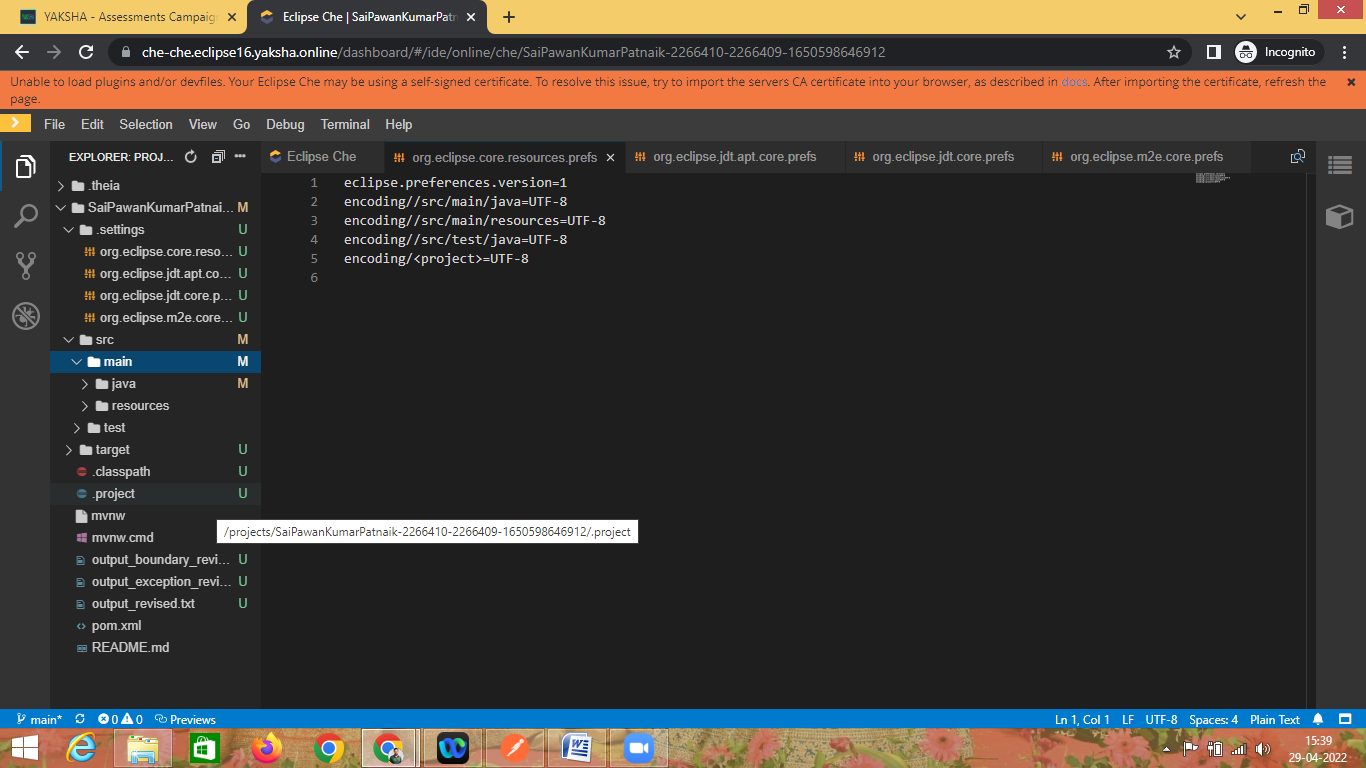 YAKSHA - Assessments Campaig
Eclipse Che | SaiPawanKumarPatn
che-che.eclipse16.yaksha.online/dashboard/#/ide/online/che/SaiPawanKumarPatnaik-2266410-2266409-1650598646912
Incognito
Unable to load plugins and/or devfiles. Your Eclipse Che may be using a self-signed certificate. To resolve this issue, try to import the servers CA certificate into your browser, as described in docs. After importing the certificate, refresh the
page.
File Edit Selection View Go Debug Terminal Help
EXPLORER: PROJ...
Eclipse Che
org.eclipse.core.resources.prefs
org.eclipse.jdt.apt.core.prefs
org.eclipse.jdt.core.prefs
org.eclipse.m2e.core.prefs
.theia
SaiPawanKumarPatnai... M
.settings U
org.eclipse.core.reso... U
org.eclipse.jdt.apt.co... U
org.eclipse.jdt.core.p... U
org.eclipse.m2e.core... U
src M
main M
java M
resources
test
target U
.classpath U
.project U
mvnw
mvnw.cmd
output_boundary_revi... U
output_exception_revi... U
output_revised.txt U
pom.xml
README.md
1 eclipse.preferences.version=1
2 encoding//src/main/java=UTF-8
3 encoding//src/main/resources=UTF-8
4 encoding//src/test/java=UTF-8
5 encoding/<project>=UTF-8
6
/projects/SaiPawanKumarPatnaik-2266410-2266409-1650598646912/.project
main* 0 0 Previews
Ln 1, Col 1 LF UTF-8 Spaces: 4 Plain Text
15:39
29-04-2022